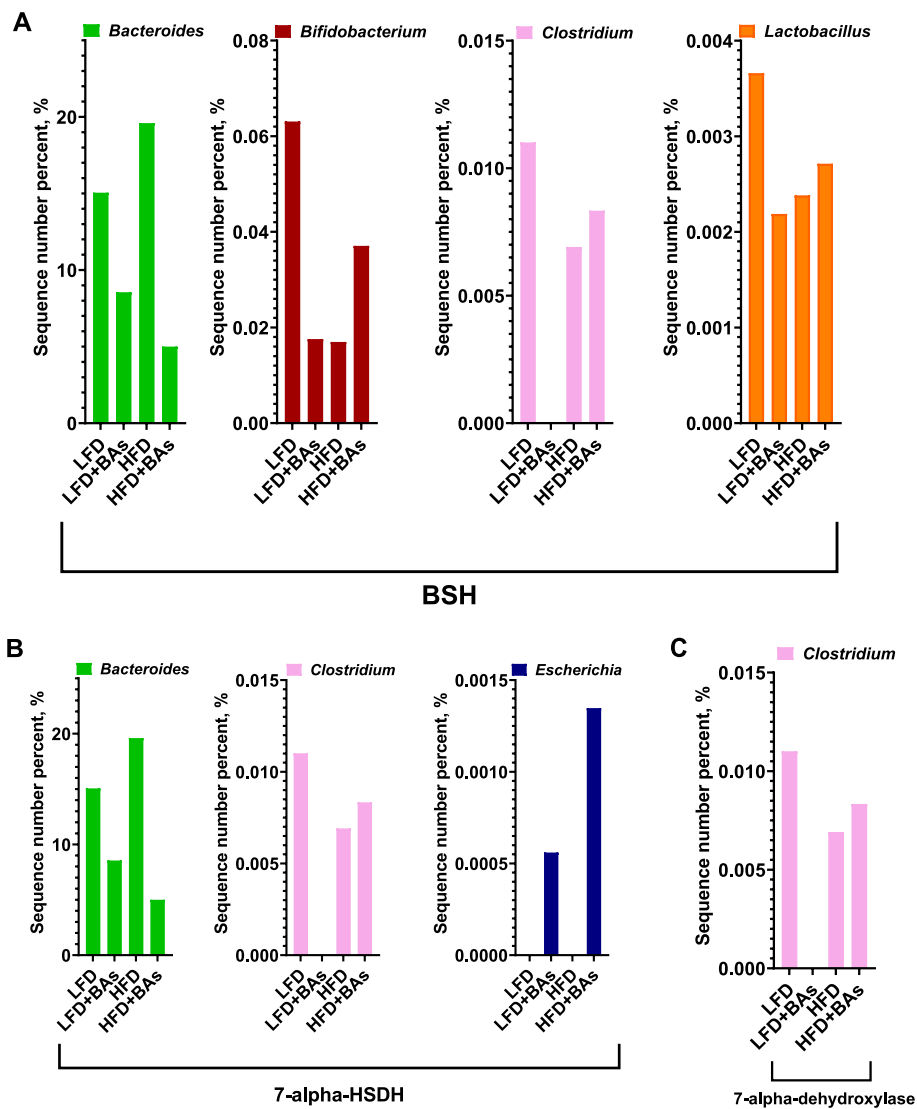 A
Bacteroides
Sequence number percent, %
20
10
0
LFD
LFD+BAs
HFD
HFD+BAs
Bifidobacterium
Sequence number percent, %
0.08
0.06
0.04
0.02
0.00
LFD
LFD+BAs
HFD
HFD+BAs
Clostridium
Sequence number percent, %
0.015
0.010
0.005
0.000
LFD
LFD+BAs
HFD
HFD+BAs
Lactobacillus
Sequence number percent, %
0.004
0.003
0.002
0.001
0.000
LFD
LFD+BAs
HFD
HFD+BAs
BSH
B
Bacteroides
Sequence number percent, %
20
10
0
LFD
LFD+BAs
HFD
HFD+BAs
Clostridium
Sequence number percent, %
0.015
0.010
0.005
0.000
LFD
LFD+BAs
HFD
HFD+BAs
Escherichia
Sequence number percent, %
0.0015
0.0010
0.0005
0.0000
LFD
LFD+BAs
HFD
HFD+BAs
7-alpha-HSDH
C
Clostridium
Sequence number percent, %
0.015
0.010
0.005
0.000
LFD
LFD+BAs
HFD
HFD+BAs
7-alpha-dehydroxylase